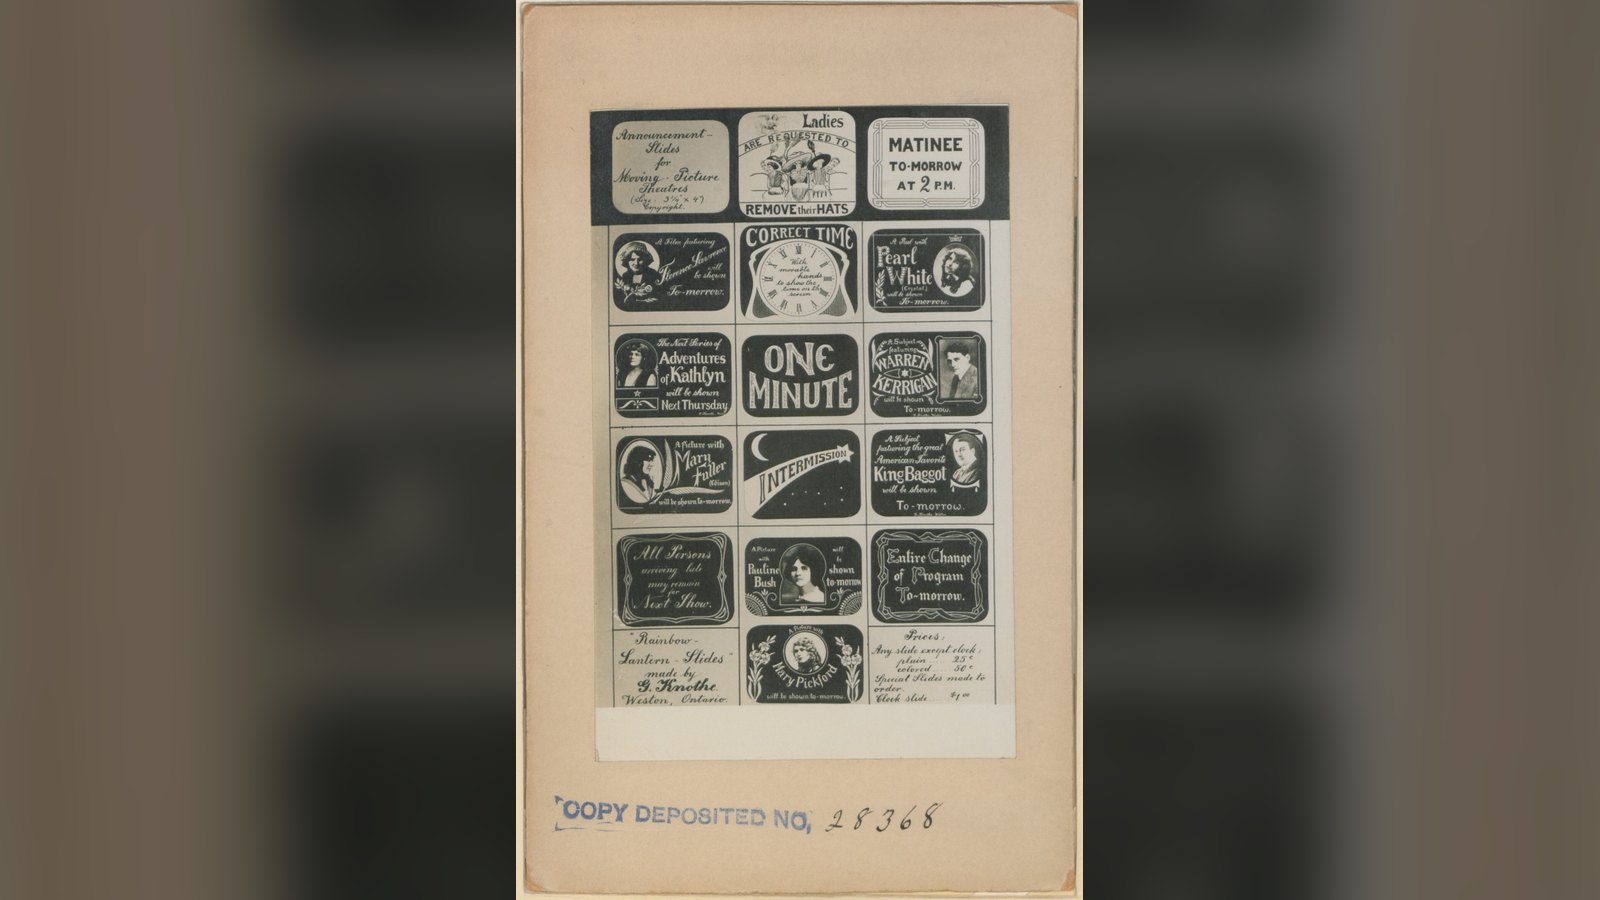 Announcement-
Slides
for
Moving-Picture
Theatres
(Size: 3¼" x 4")
Copyright.
Ladies
ARE REQUESTED TO
REMOVE their HATS
MATINEE
TO-MORROW
AT 2 P.M.
A Film featuring
Florence Lawrence
will
be shown
To-morrow.
CORRECT TIME
With
movable
hands
to show the
time on th
screen
A Reel with
Pearl
White
(Crystal)
will be shown
To-morrow.
The Next Series of
Adventures
of Kathlyn
will be shown
Next Thursday
ONE
MINUTE
A Subject
featuring
WARREN
KERRIGAN
will be shown
To-morrow.
A Picture with
Mary
Fuller
(Edison)
will be shown to-morrow.
INTERMISSION
A Subject
featuring the great
American Favorite
King Baggot
will be shown
To-morrow.
All Persons
arriving late
may remain
for
Next Show.
A Picture
with
Pauline
Bush
will
be
shown
to-morrow
Entire Change
of Program
To-morrow.
"Rainbow-
Lantern-Slides"
made by
G. Knothe.
Weston, Ontario.
A Picture with
Mary Pickford
will be shown to-morrow.
Prices:
Any slide except clock:
plain .... 25¢
colored .... 50¢
Special Slides made to
order.
Clock slide .... $1.00
COPY DEPOSITED NO, 28368